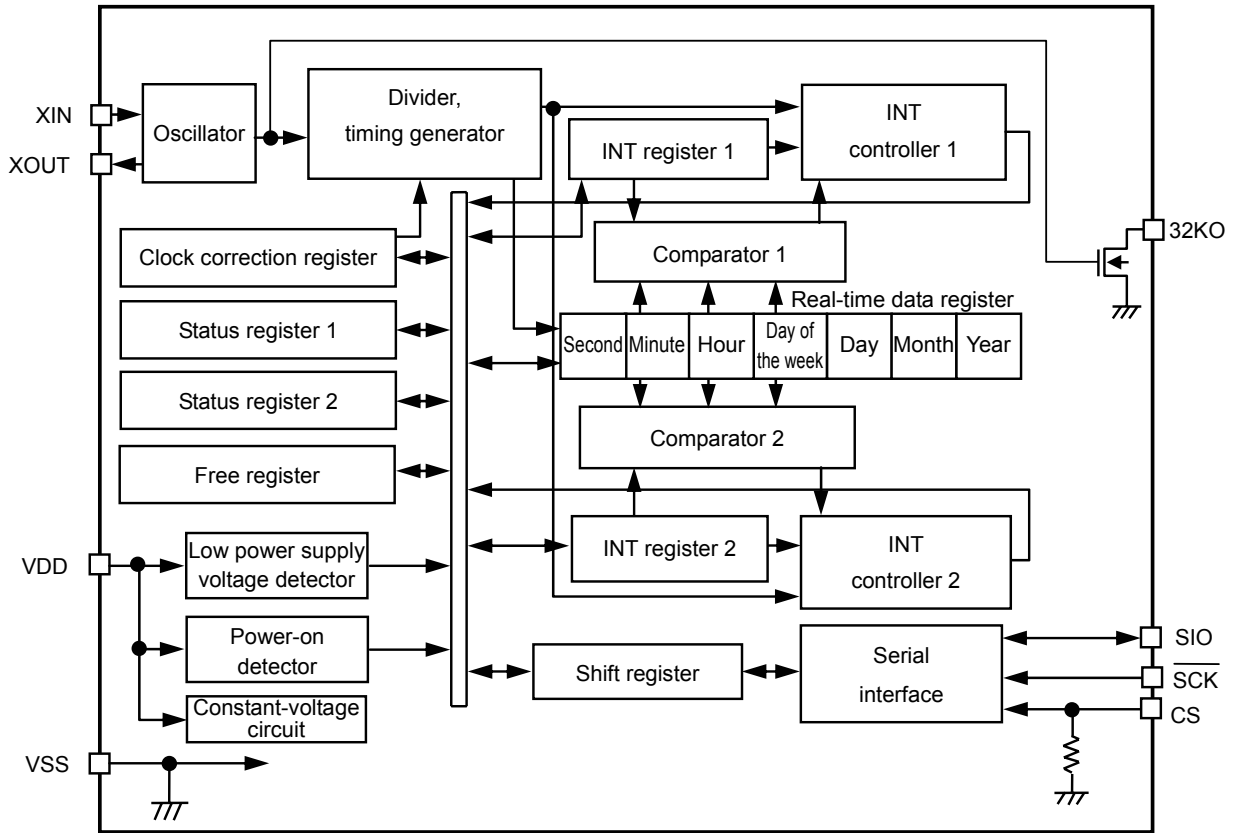 XIN
XOUT
Oscillator
Divider,
timing generator
INT register 1
INT
controller 1
32KO
Clock correction register
Comparator 1
Real-time data register
Status register 1
Second
Minute
Hour
Day of
the week
Day
Month
Year
Status register 2
Comparator 2
Free register
INT register 2
INT
controller 2
VDD
Low power supply
voltage detector
Power-on
detector
Constant-voltage
circuit
VSS
Shift register
Serial
interface
SIO
SCK
CS